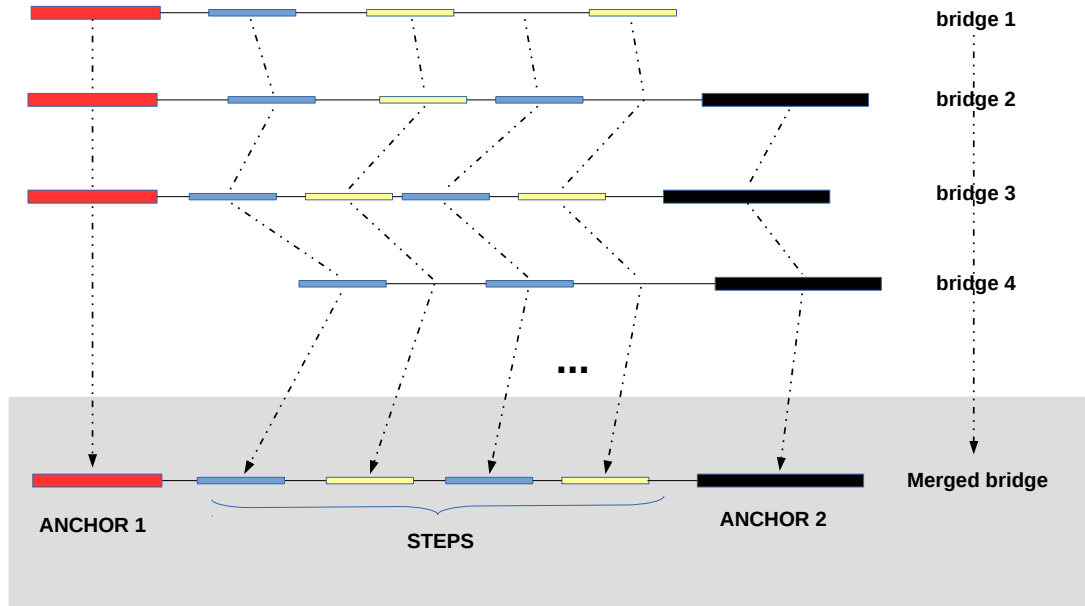 bridge 1
bridge 2
bridge 3
bridge 4
...
Merged bridge
ANCHOR 1
STEPS
ANCHOR 2